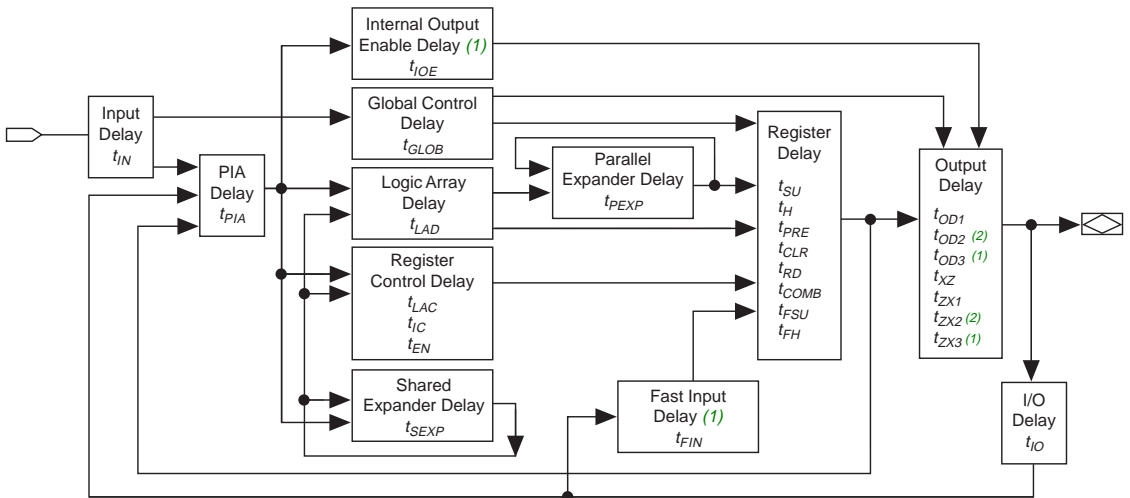 Internal Output
Enable Delay (1)
tIOE
Input
Delay
tIN
Global Control
Delay
tGLOB
PIA
Delay
tPIA
Logic Array
Delay
tLAD
Parallel
Expander Delay
tPEXP
Register
Delay
tSU
tH
tPRE
tCLR
tRD
tCOMB
tFSU
tFH
Output
Delay
tOD1
tOD2 (2)
tOD3 (1)
tXZ
tZX1
tZX2 (2)
tZX3 (1)
Register
Control Delay
tLAC
tIC
tEN
Shared
Expander Delay
tSEXP
Fast Input
Delay (1)
tFIN
I/O
Delay
tIO